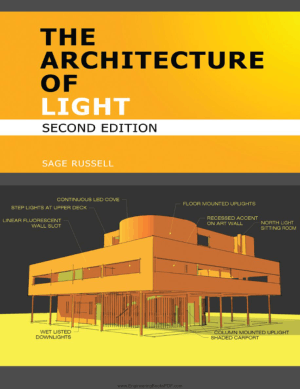 THE
ARCHITECTURE
OF
LIGHT
SECOND EDITION
SAGE RUSSELL
CONTINUOUS LED COVE
STEP LIGHTS AT UPPER DECK
FLOOR MOUNTED UPLIGHTS
LINEAR FLUORESCENT
WALL SLOT
RECESSED ACCENT
ON ART WALL
NORTH LIGHT
SITTING ROOM
WET LISTED
DOWNLIGHTS
COLUMN MOUNTED UPLIGHT
SHADED CARPORT